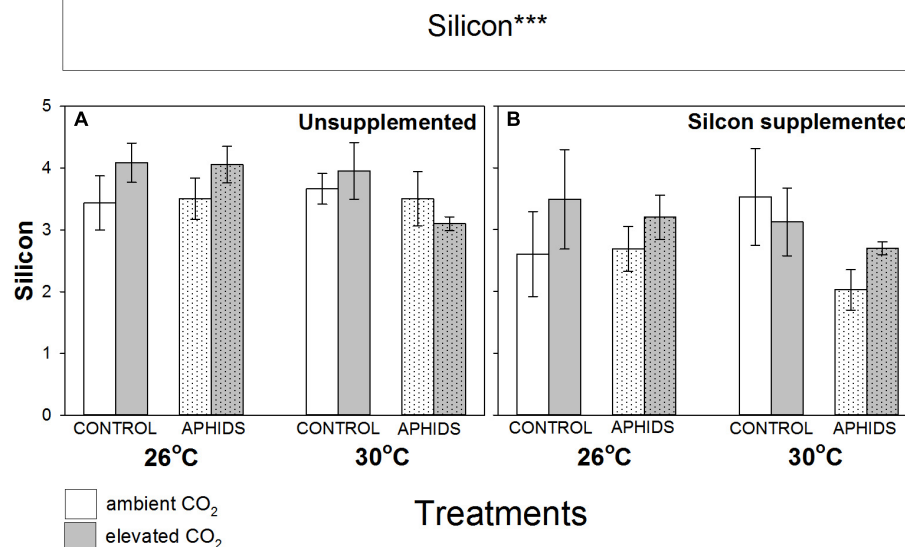 Silicon***
A Unsupplemented B Silcon supplemented
5
4
3
2
1
0
Silicon
CONTROL APHIDS CONTROL APHIDS CONTROL APHIDS CONTROL APHIDS
26°C 30°C 26°C 30°C
ambient CO₂
elevated CO₂
Treatments